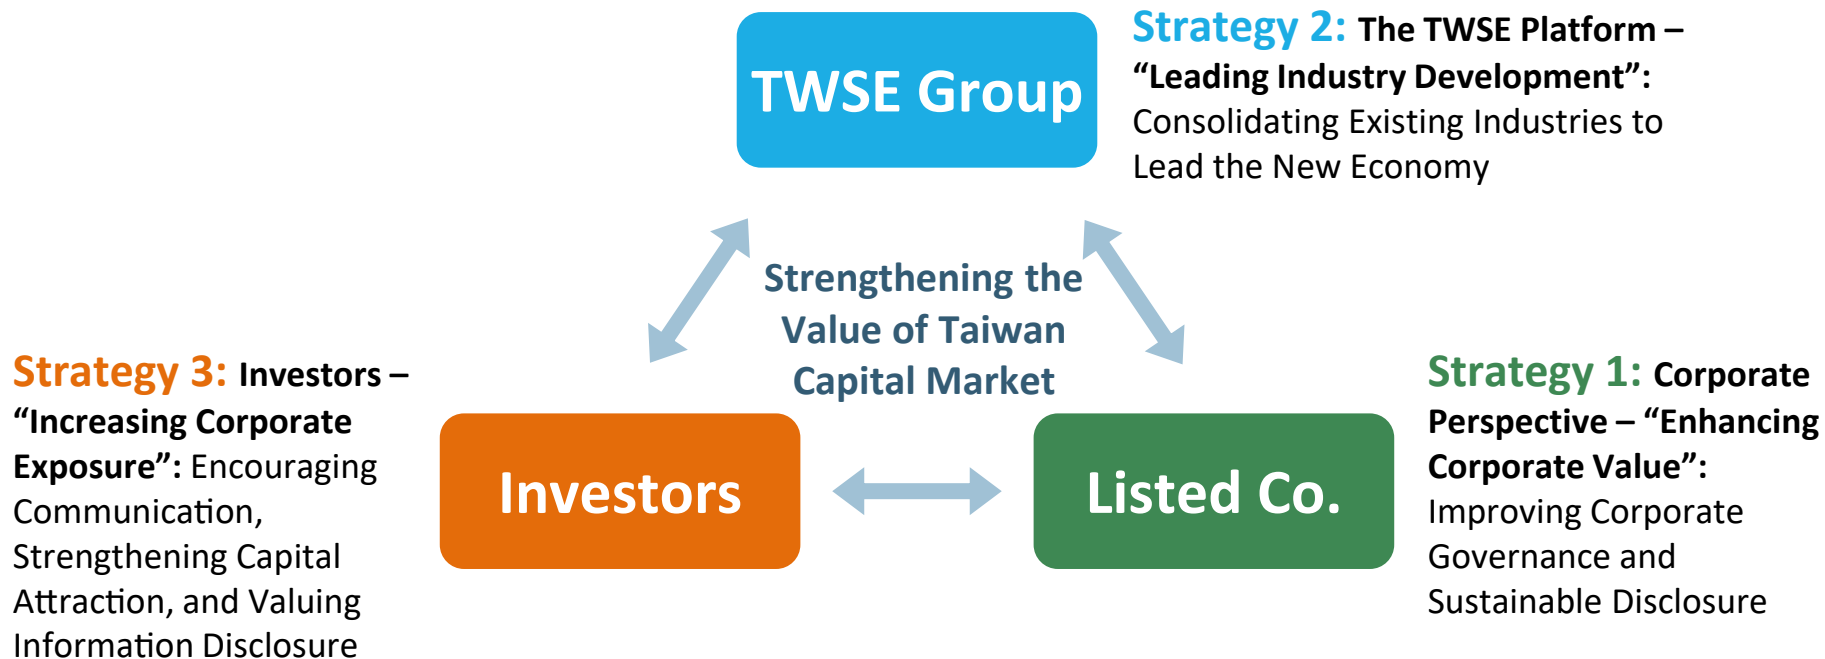 TWSE Group
Strategy 2: The TWSE Platform –
“Leading Industry Development”:
Consolidating Existing Industries to
Lead the New Economy
Strengthening the
Value of Taiwan
Capital Market
Strategy 3: Investors –
“Increasing Corporate
Exposure”: Encouraging
Communication,
Strengthening Capital
Attraction, and Valuing
Information Disclosure
Investors
Listed Co.
Strategy 1: Corporate
Perspective – “Enhancing
Corporate Value”:
Improving Corporate
Governance and
Sustainable Disclosure